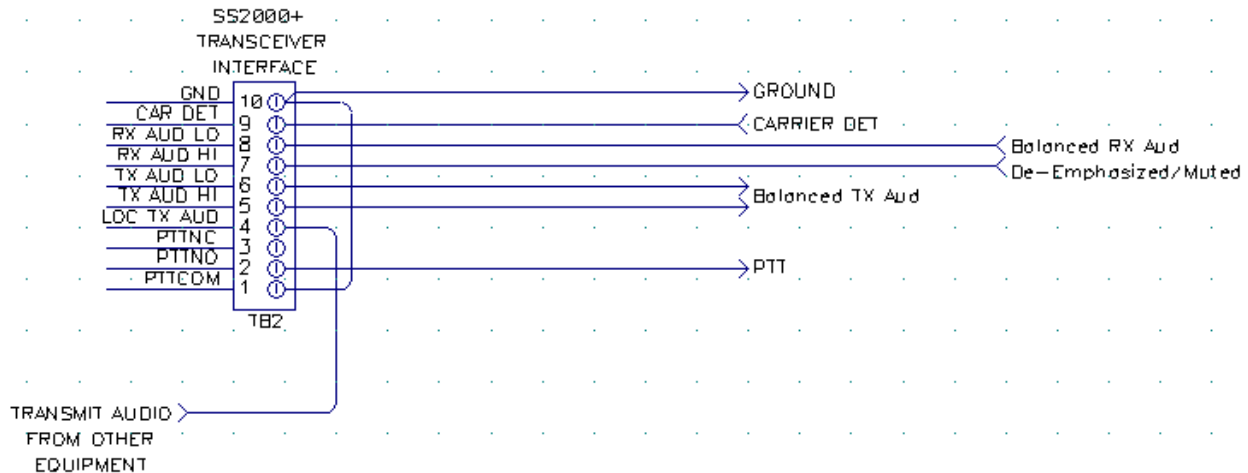 SS2000+
TRANSCEIVER
INTERFACE
GND 10 GROUND
CAR DET 9 CARRIER DET
RX AUD LO 8 Balanced RX Aud
RX AUD HI 7 De-Emphasized/Muted
TX AUD LO 6
TX AUD HI 5 Balanced TX Aud
LOC TX AUD 4
PTTNC 3
PTTNO 2 PTT
PTTCOM 1
TB2
TRANSMIT AUDIO
FROM OTHER
EQUIPMENT